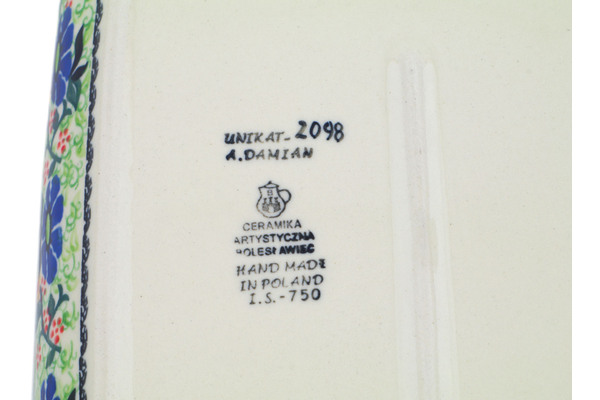 UNIKAT-2098
A. DAMIAN
CERAMIKA
ARTYSTYCZNA
BOLESŁAWIEC
HAND MADE
IN POLAND
I.S.-750